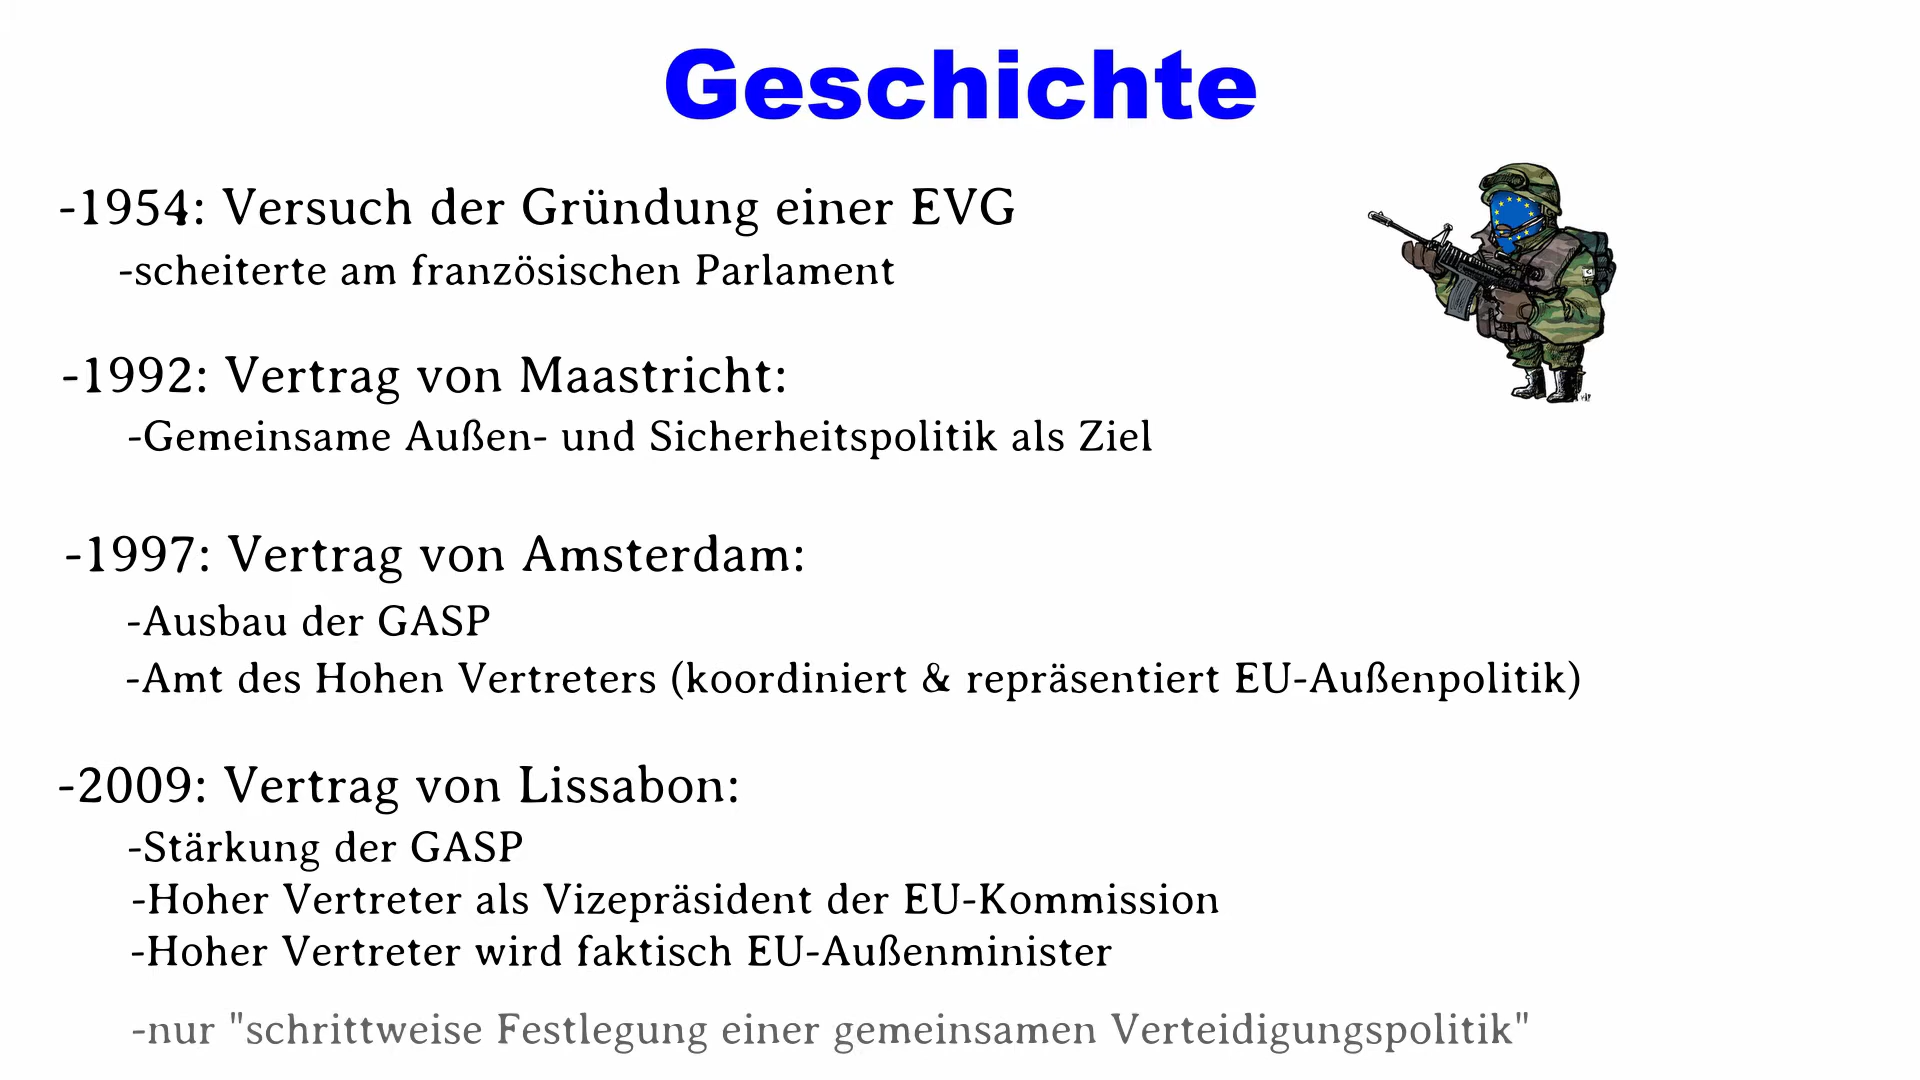 Geschichte
-1954: Versuch der Gründung einer EVG
-scheiterte am französischen Parlament
-1992: Vertrag von Maastricht:
-Gemeinsame Außen- und Sicherheitspolitik als Ziel
-1997: Vertrag von Amsterdam:
-Ausbau der GASP
-Amt des Hohen Vertreters (koordiniert & repräsentiert EU-Außenpolitik)
-2009: Vertrag von Lissabon:
-Stärkung der GASP
-Hoher Vertreter als Vizepräsident der EU-Kommission
-Hoher Vertreter wird faktisch EU-Außenminister
-nur "schrittweise Festlegung einer gemeinsamen Verteidigungspolitik"